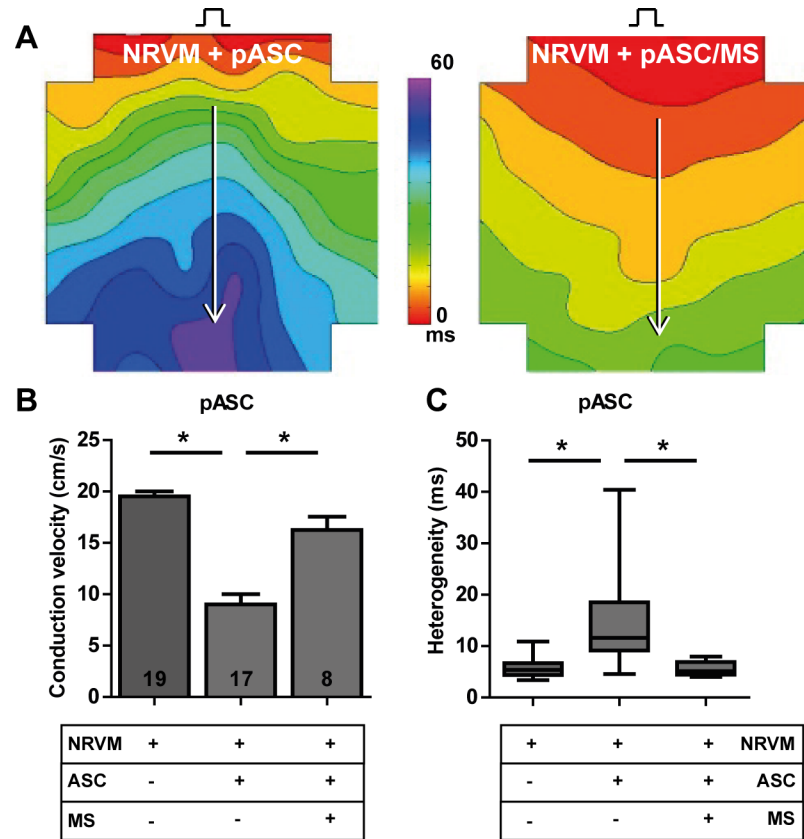 A
NRVM + pASC
NRVM + pASC/MS
60
0
ms
B
pASC
Conduction velocity (cm/s)
25
20
15
10
5
0
*
*
19
17
8
NRVM + + +
ASC - + +
MS - - +
C
pASC
Heterogeneity (ms)
50
40
30
20
10
0
*
*
+ + + NRVM
- + + ASC
- - + MS